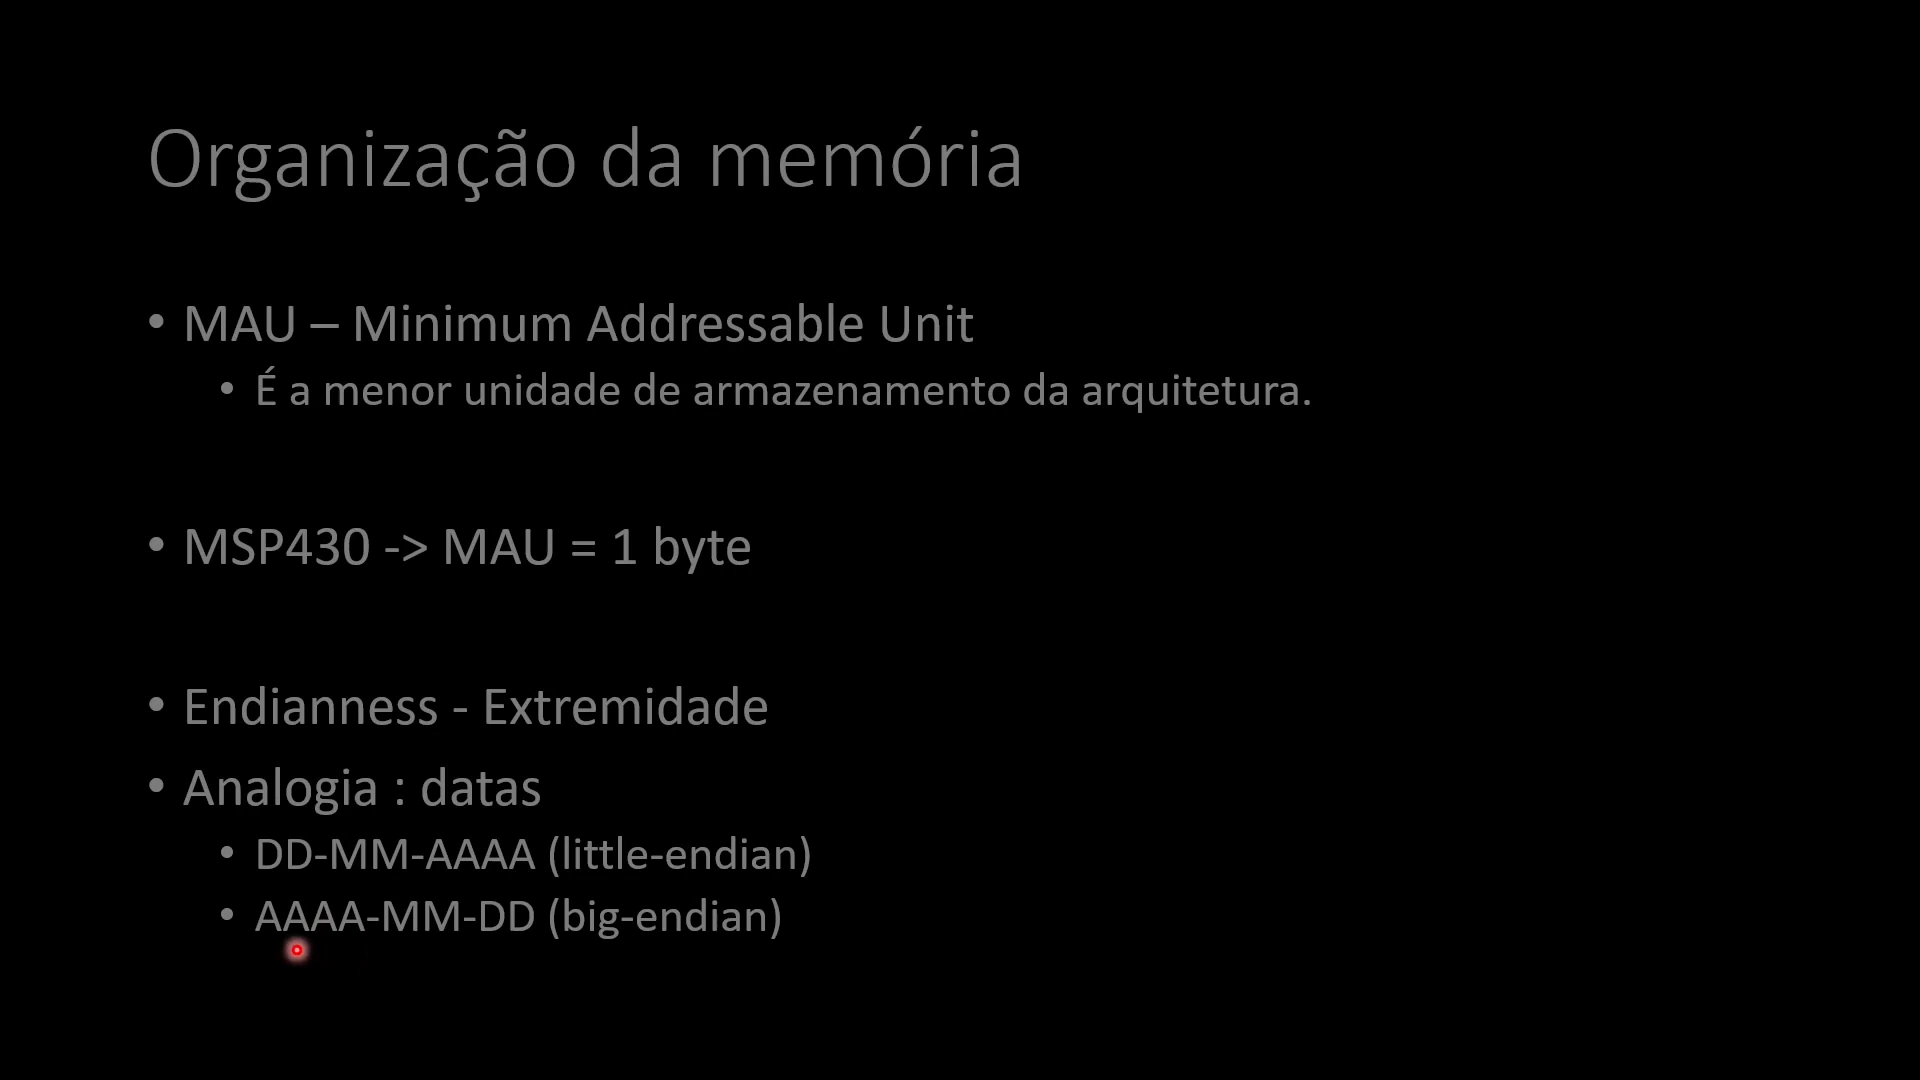 Organização da memória
• MAU – Minimum Addressable Unit
• É a menor unidade de armazenamento da arquitetura.
• MSP430 -> MAU = 1 byte
• Endianness - Extremidade
• Analogia : datas
• DD-MM-AAAA (little-endian)
• AAAA-MM-DD (big-endian)